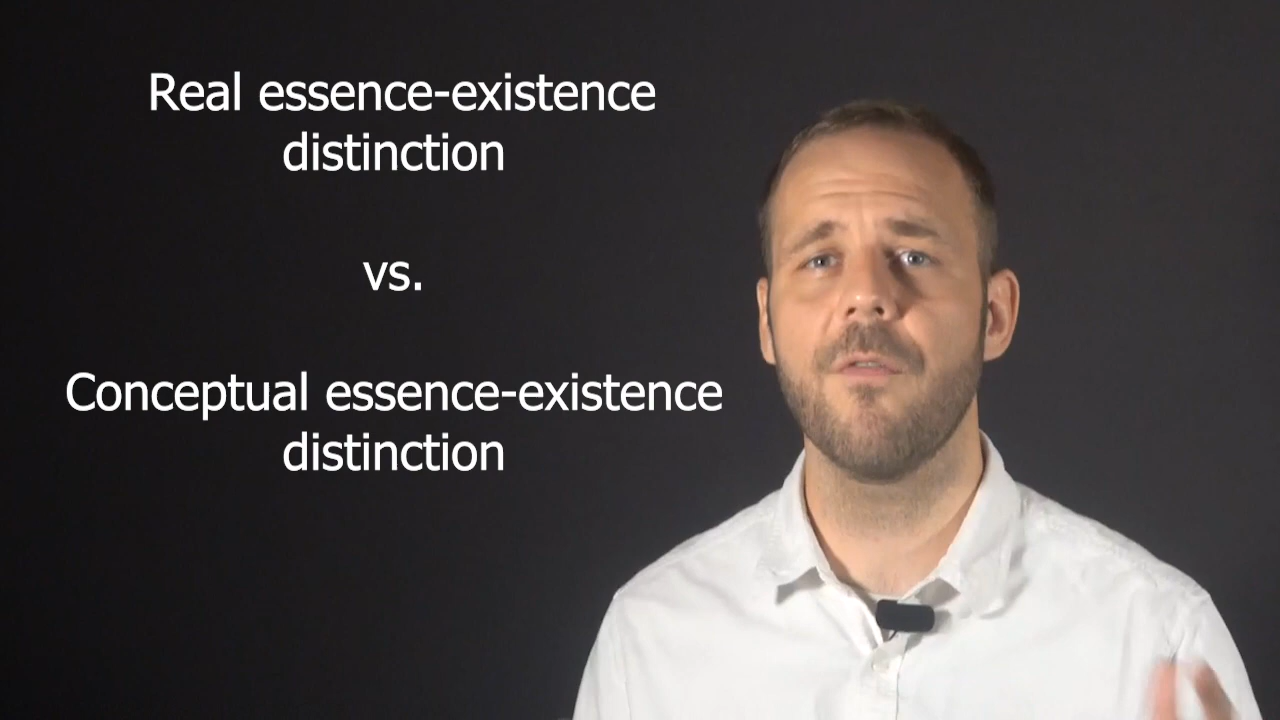 Real essence-existence
distinction
vs.
Conceptual essence-existence
distinction